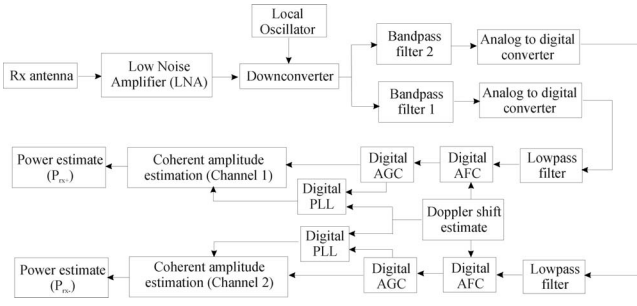 Local
Oscillator
Rx antenna
Low Noise
Amplifier (LNA)
Downconverter
Bandpass
filter 2
Analog to digital
converter
Bandpass
filter 1
Analog to digital
converter
Power estimate
(Prx+)
Coherent amplitude
estimation (Channel 1)
Digital
AGC
Digital
AFC
Lowpass
filter
Digital
PLL
Doppler shift
estimate
Digital
PLL
Power estimate
(Prx-)
Coherent amplitude
estimation (Channel 2)
Digital
AGC
Digital
AFC
Lowpass
filter